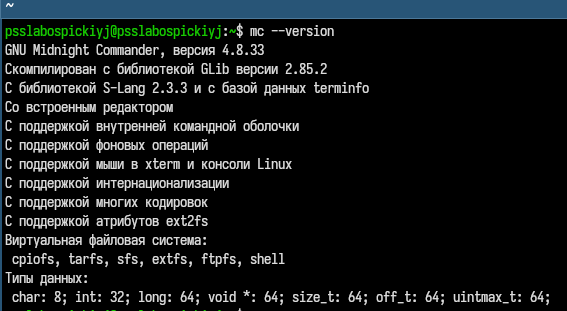 ~
psslabospickiyj@psslabospickiyj:~$ mc --version
GNU Midnight Commander, версия 4.8.33
Скомпилирован с библиотекой GLib версии 2.85.2
С библиотекой S-Lang 2.3.3 и с базой данных terminfo
Со встроенным редактором
С поддержкой внутренней командной оболочки
С поддержкой фоновых операций
С поддержкой мыши в xterm и консоли Linux
С поддержкой интернационализации
С поддержкой многих кодировок
С поддержкой атрибутов ext2fs
Виртуальная файловая система:
cpiofs, tarfs, sfs, extfs, ftpfs, shell
Типы данных:
char: 8; int: 32; long: 64; void *: 64; size_t: 64; off_t: 64; uintmax_t: 64;